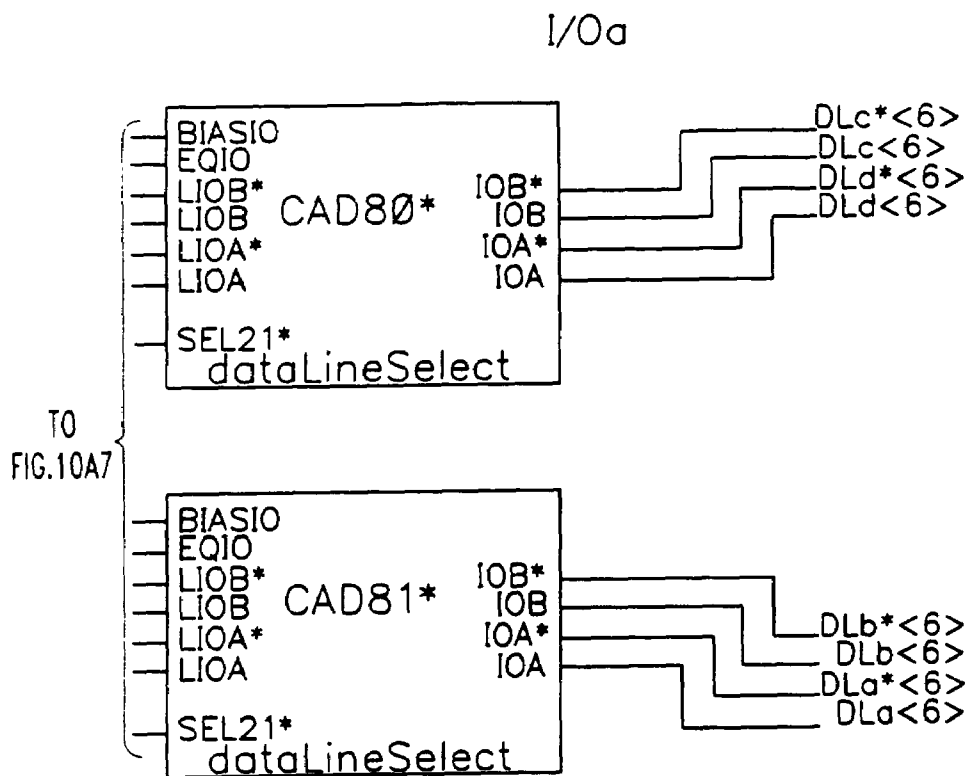 I/Oa
BIASIO
EQIO
LIOB*
LIOB
LIOA*
LIOA
SEL21*
CAD80*
IOB*
IOB
IOA*
IOA
dataLineSelect
DLc*<6>
DLc<6>
DLd*<6>
DLd<6>
TO
FIG.10A7
BIASIO
EQIO
LIOB*
LIOB
LIOA*
LIOA
SEL21*
CAD81*
IOB*
IOB
IOA*
IOA
dataLineSelect
DLb*<6>
DLb<6>
DLa*<6>
DLa<6>